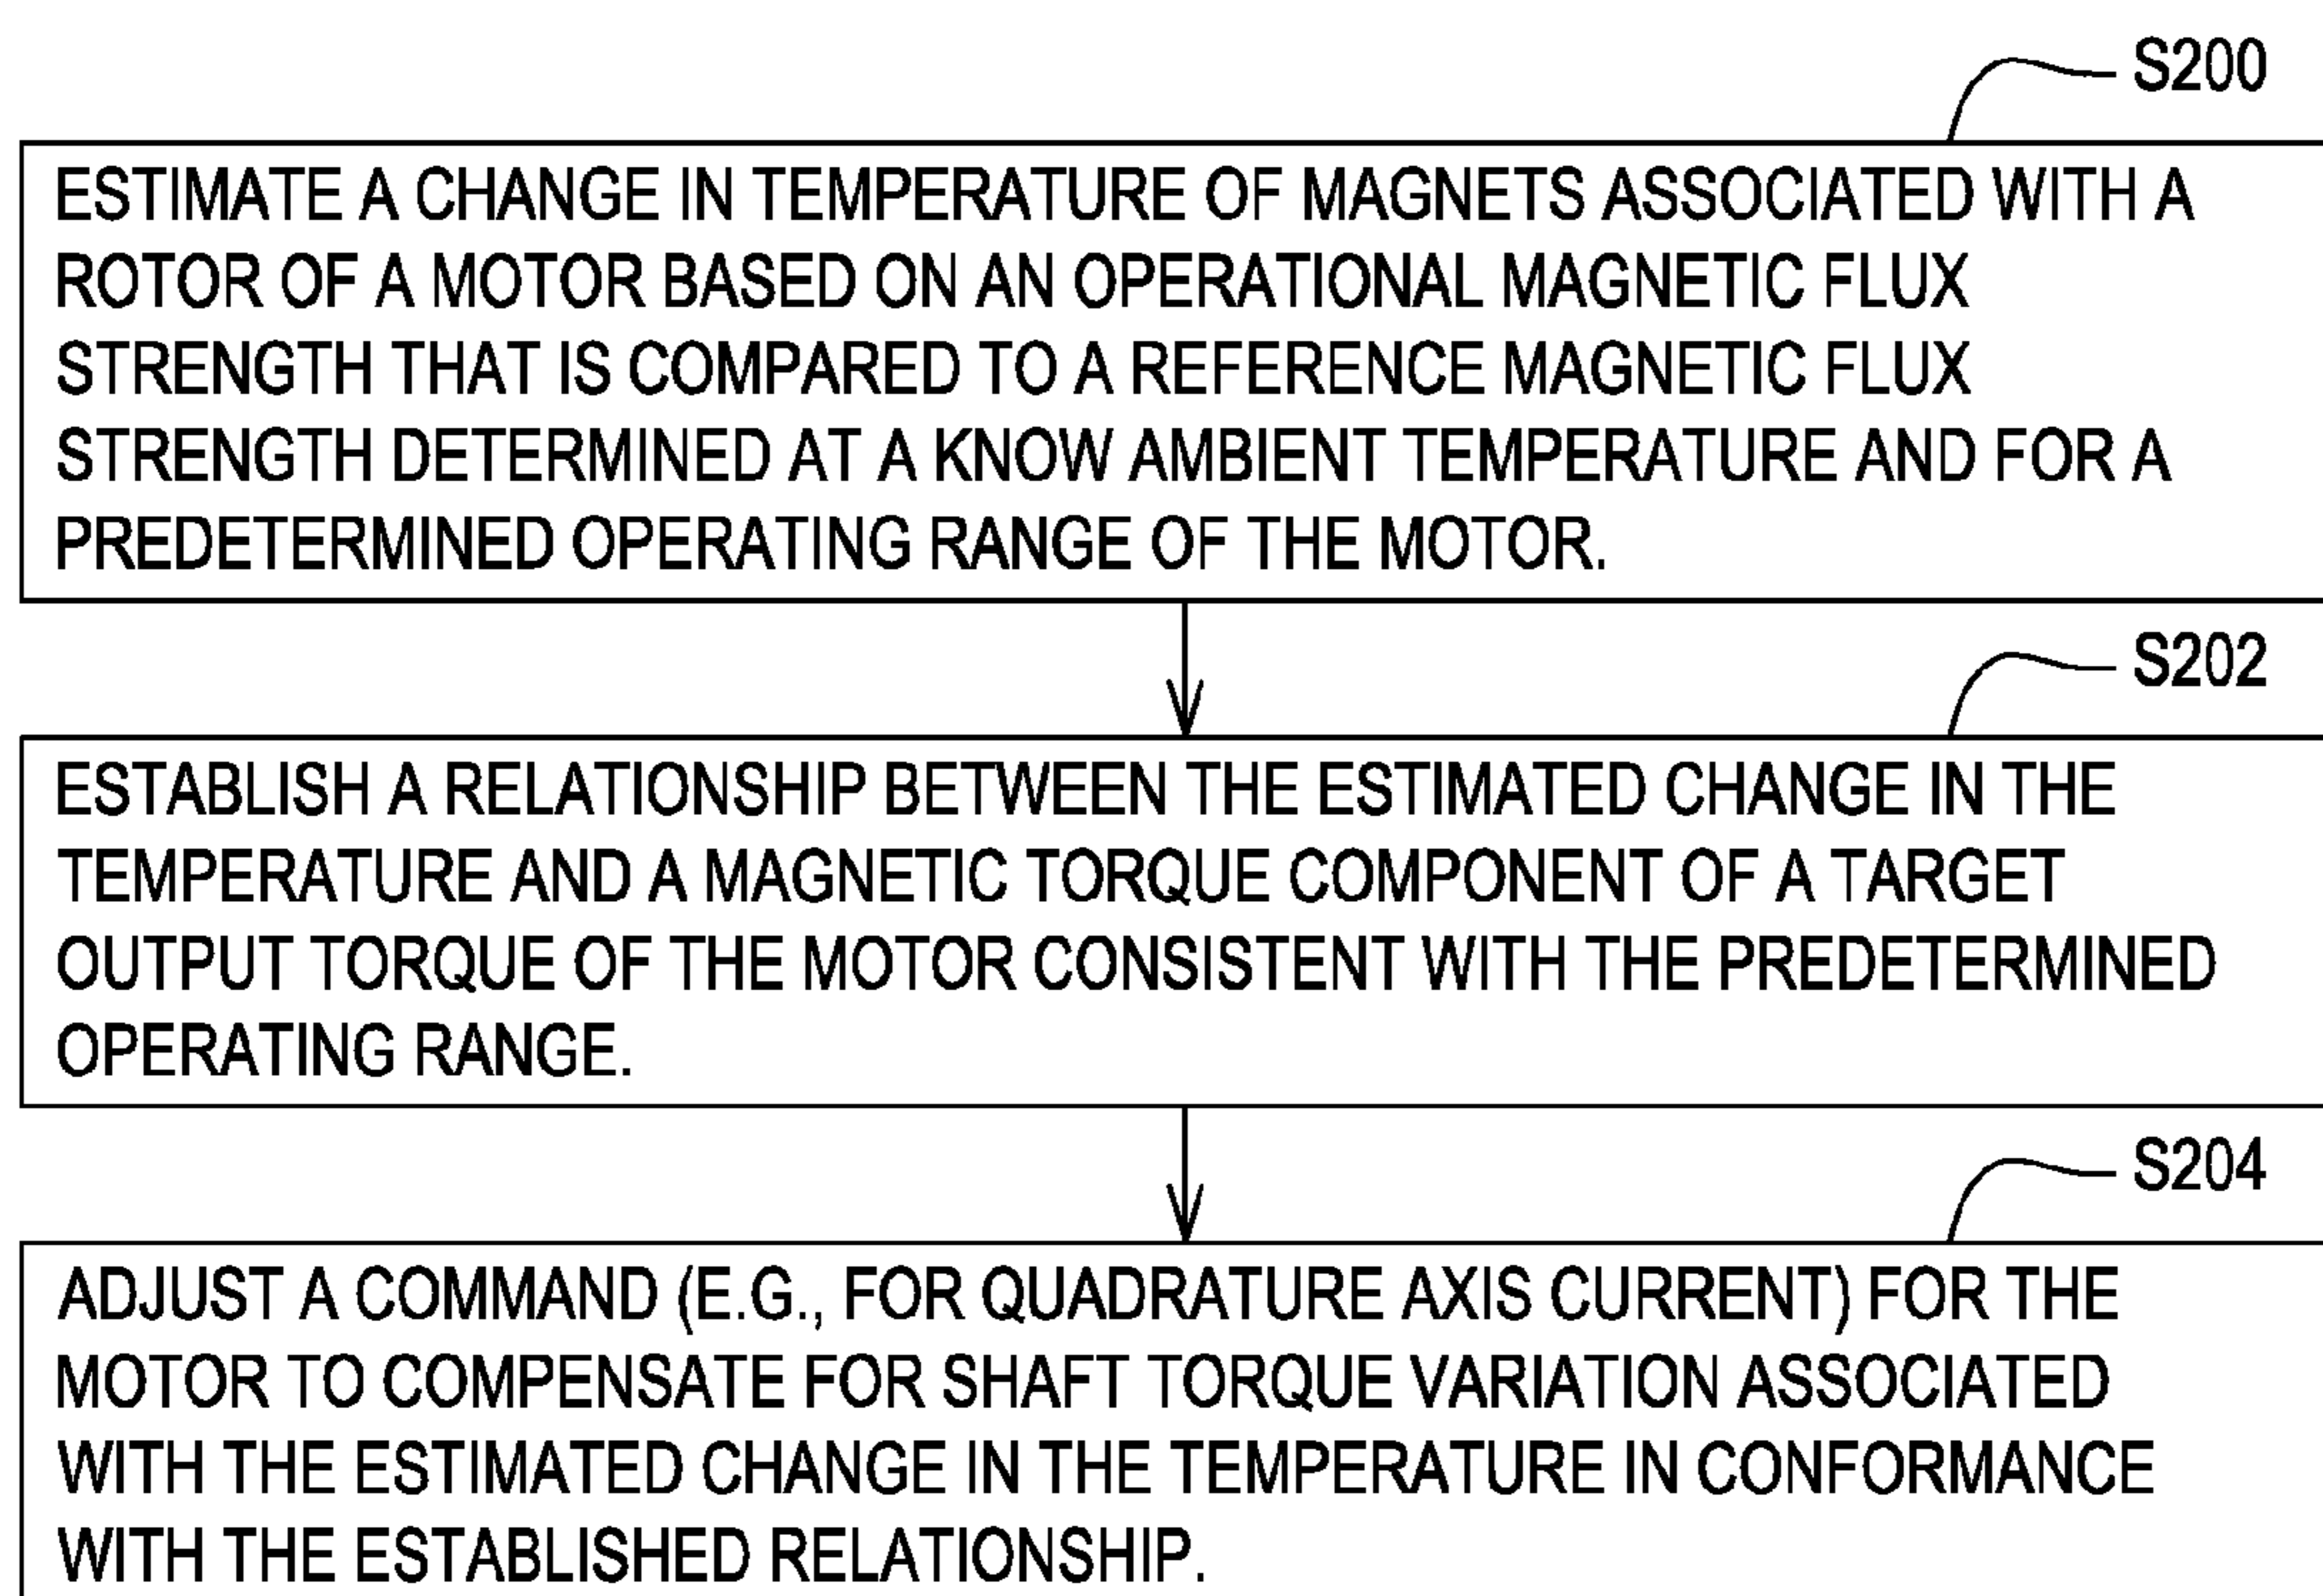 S200
ESTIMATE A CHANGE IN TEMPERATURE OF MAGNETS ASSOCIATED WITH A
ROTOR OF A MOTOR BASED ON AN OPERATIONAL MAGNETIC FLUX
STRENGTH THAT IS COMPARED TO A REFERENCE MAGNETIC FLUX
STRENGTH DETERMINED AT A KNOW AMBIENT TEMPERATURE AND FOR A
PREDETERMINED OPERATING RANGE OF THE MOTOR.
S202
ESTABLISH A RELATIONSHIP BETWEEN THE ESTIMATED CHANGE IN THE
TEMPERATURE AND A MAGNETIC TORQUE COMPONENT OF A TARGET
OUTPUT TORQUE OF THE MOTOR CONSISTENT WITH THE PREDETERMINED
OPERATING RANGE.
S204
ADJUST A COMMAND (E.G., FOR QUADRATURE AXIS CURRENT) FOR THE
MOTOR TO COMPENSATE FOR SHAFT TORQUE VARIATION ASSOCIATED
WITH THE ESTIMATED CHANGE IN THE TEMPERATURE IN CONFORMANCE
WITH THE ESTABLISHED RELATIONSHIP.